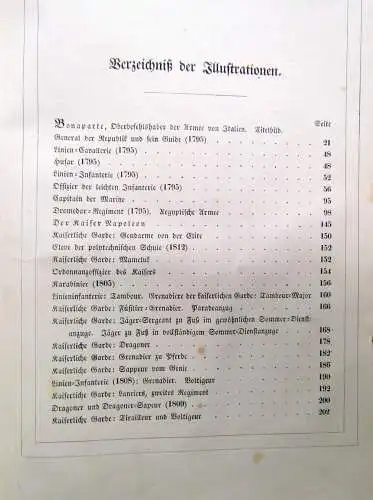 Verzeichniß der Illustrationen.
Seite
Bonaparte, Oberbefehlshaber der Armee von Italien. Titelbild.
General der Republik und sein Guide (1795) . . . 21
Linien-Cavallerie (1795) . . . 48
Husar (1795) . . . 48
Linien-Infanterie (1795) . . . 52
Offizier der leichten Infanterie (1795) . . . 56
Capitain der Marine . . . 95
Dromedar-Regiment (1795). Aegyptische Armee . . . 98
Der Kaiser Napoleon . . . 145
Kaiserliche Garde: Gendarme von der Elite . . . 150
Eleve der polytechnischen Schule (1812) . . . 152
Kaiserliche Garde: Mameluk . . . 152
Ordonnanzoffizier des Kaisers . . . 154
Karabinier (1805) . . . 156
Linieninfanterie: Tambour. Grenadiere der kaiserlichen Garde: Tambour-Major 160
Kaiserliche Garde: Füsilier-Grenadier. Paradeanzug . . . 166
Kaiserliche Garde: Jäger-Sergeant zu Fuß im gewöhnlichen Sommer-Dienst-
anzuge. Jäger zu Fuß in vollständigem Sommer-Dienstanzuge . . . 168
Kaiserliche Garde: Dragoner . . . 178
Kaiserliche Garde: Grenadier zu Pferde . . . 182
Kaiserliche Garde: Sappeur vom Genie . . . 186
Linien-Infanterie (1808): Grenadier. Voltigeur . . . 190
Kaiserliche Garde: Lanciers, zweites Regiment . . . 192
Dragoner und Dragoner-Sapeur (1809) . . . 200
Kaiserliche Garde: Tirailleur und Voltigeur . . . 202